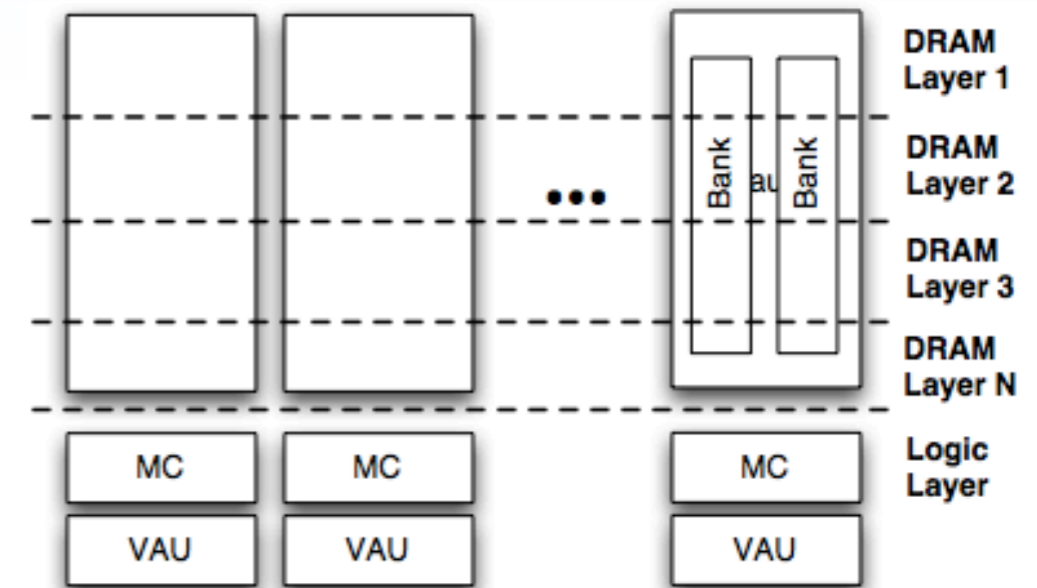 DRAM
Layer 1
DRAM
Layer 2
Bank
au
Bank
DRAM
Layer 3
DRAM
Layer N
MC
MC
MC
Logic
Layer
VAU
VAU
VAU